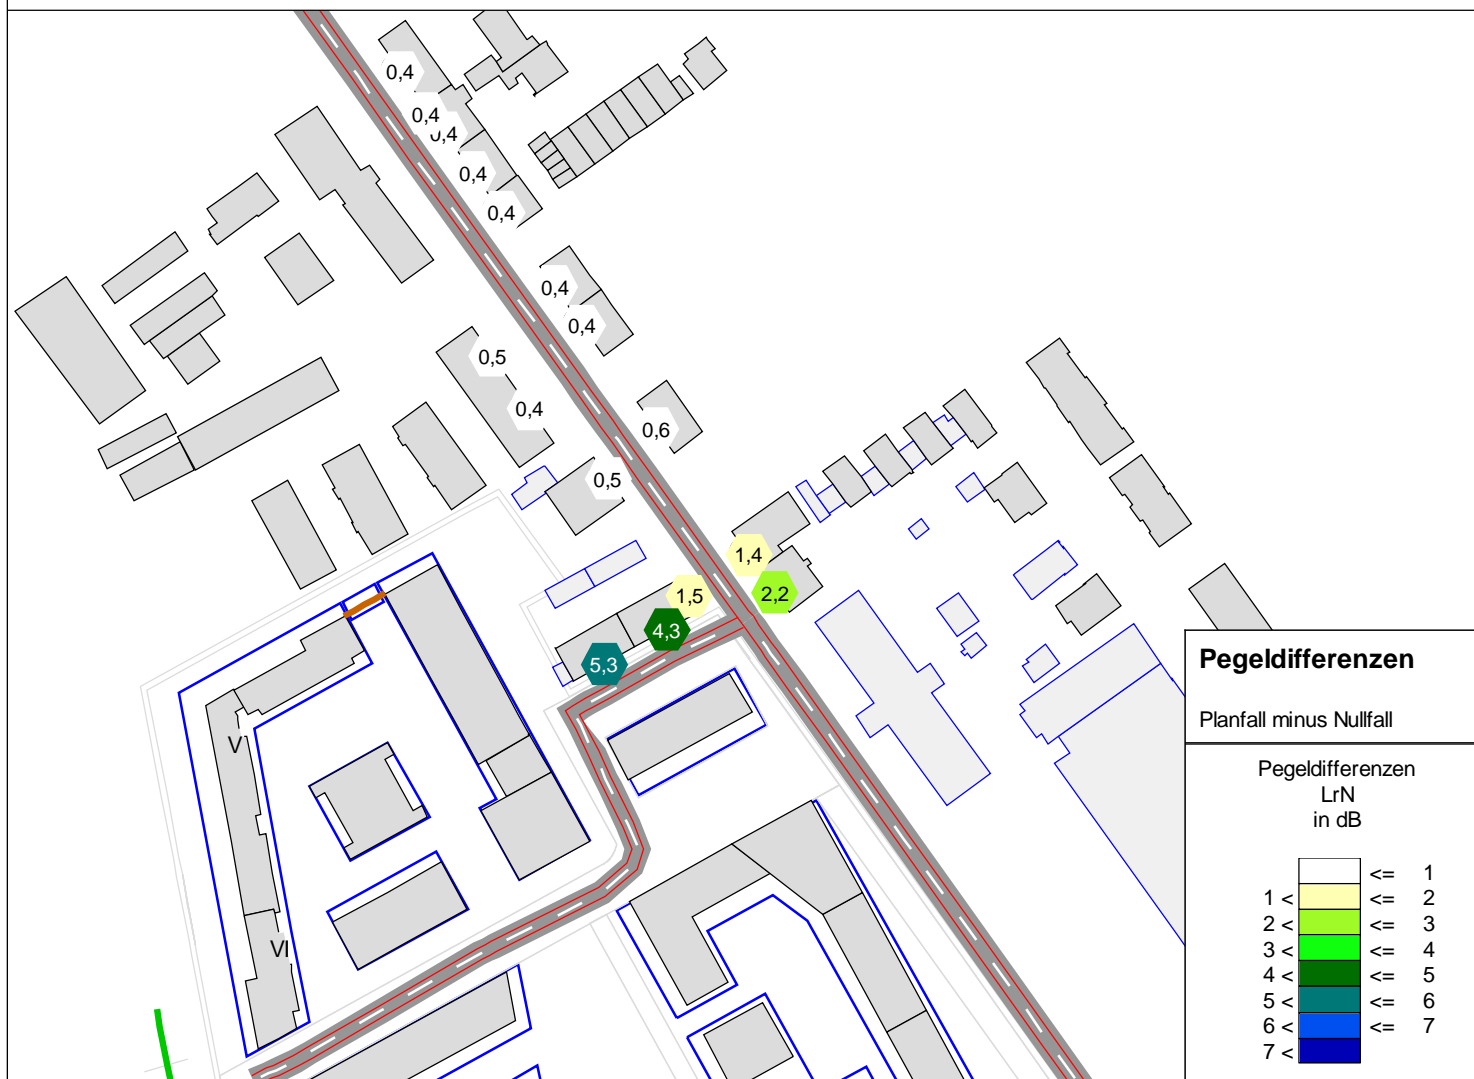 0,4
0,4
0,4
0,4
0,4
0,4
0,4
0,5
0,4
0,6
0,5
1,4
1,5
2,2
4,3
5,3
V
VI
Pegeldifferenzen
Planfall minus Nullfall
Pegeldifferenzen
LrN
in dB
<= 1
1 < <= 2
2 < <= 3
3 < <= 4
4 < <= 5
5 < <= 6
6 < <= 7
7 <